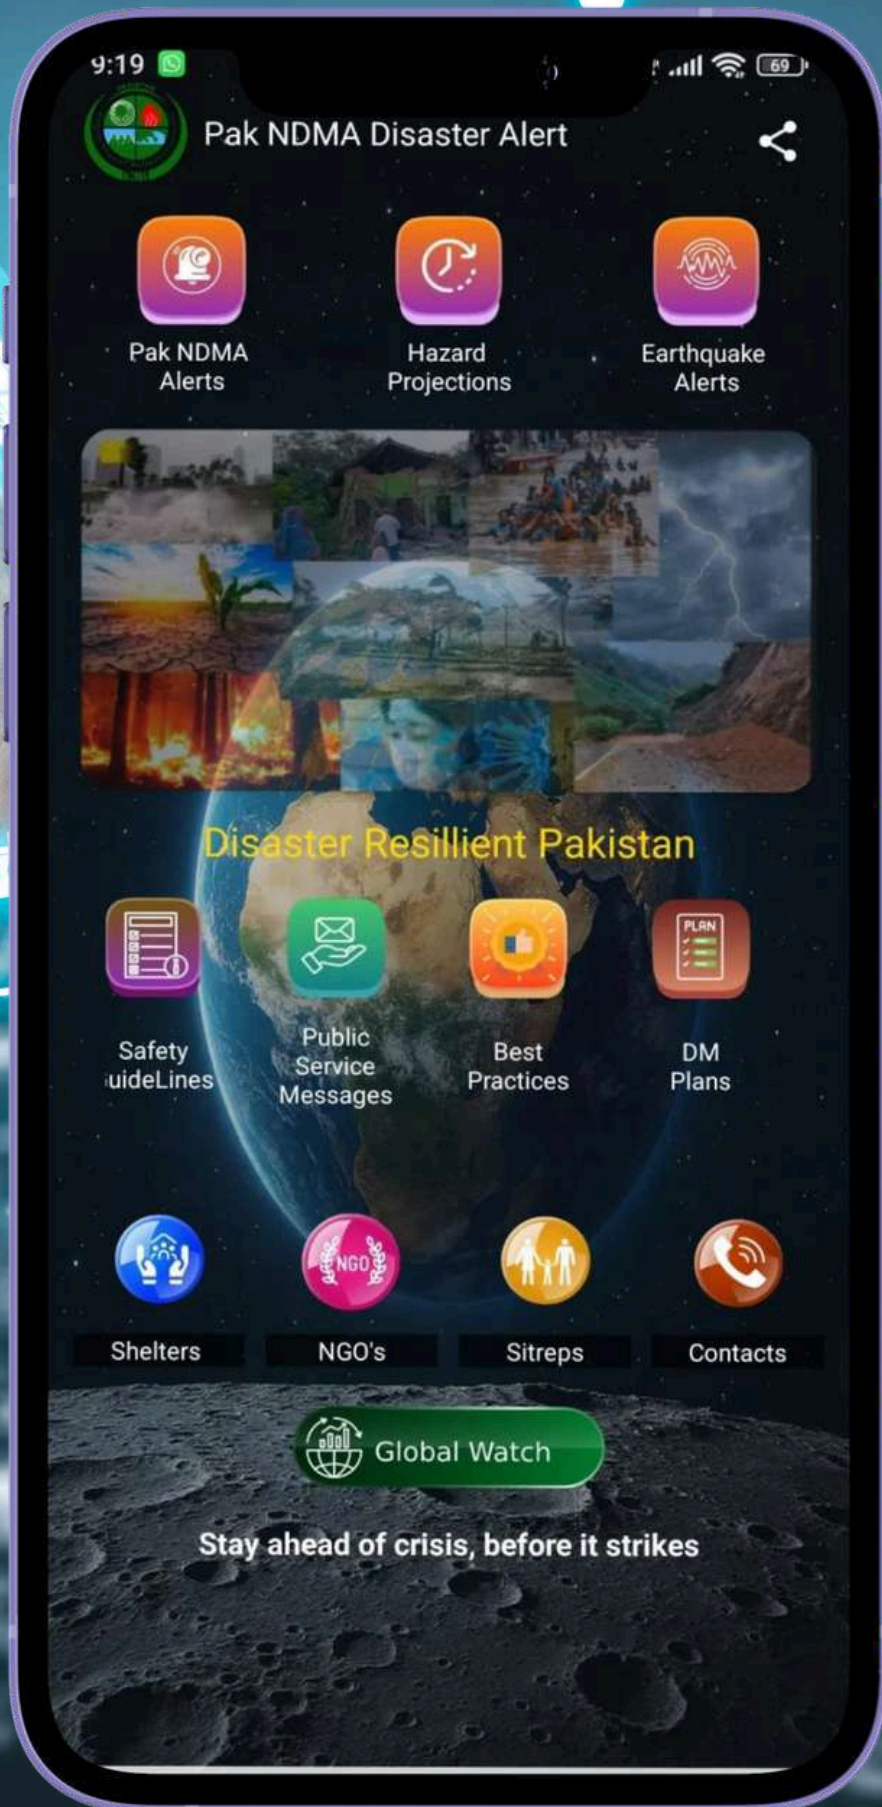 9:19
69
Pak NDMA Disaster Alert
Pak NDMA
Alerts
Hazard
Projections
Earthquake
Alerts
Disaster Resillient Pakistan
PLAN
Safety
uideLines
Public
Service
Messages
Best
Practices
DM
Plans
NGO
Shelters
NGO's
Sitreps
Contacts
Global Watch
Stay ahead of crisis, before it strikes